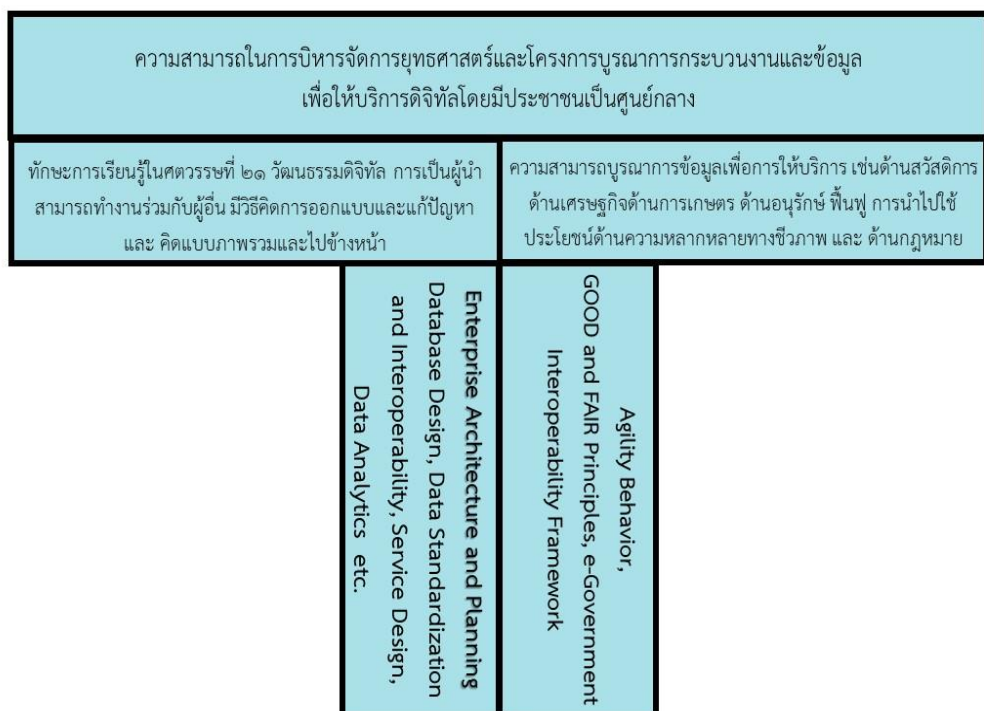 ความสามารถในการบิหารจัดการยุทธศาสตร์และโครงการบูรณาการกระบวนงานและข้อมูล
เพื่อให้บริการดิจิทัลโดยมีประชาชนเป็นศูนย์กลาง
ทักษะการเรียนรู้ในศตวรรษที่ ๒๑ วัฒนธรรมดิจิทัล การเป็นผู้นำ
สามารถทำงานร่วมกับผู้อื่น มีวิธีคิดการออกแบบและแก้ปัญหา
และ คิดแบบภาพรวมและไปข้างหน้า
ความสามารถบูรณาการข้อมูลเพื่อการให้บริการ เช่นด้านสวัสดิการ
ด้านเศรษฐกิจด้านการเกษตร ด้านอนุรักษ์ ฟื้นฟู การนำไปใช้
ประโยชน์ด้านความหลากหลายทางชีวภาพ และ ด้านกฎหมาย
Enterprise Architecture and Planning
Database Design, Data Standardization
and Interoperability, Service Design,
Data Analytics etc.
Agility Behavior,
GOOD and FAIR Principles, e-Government
Interoperability Framework